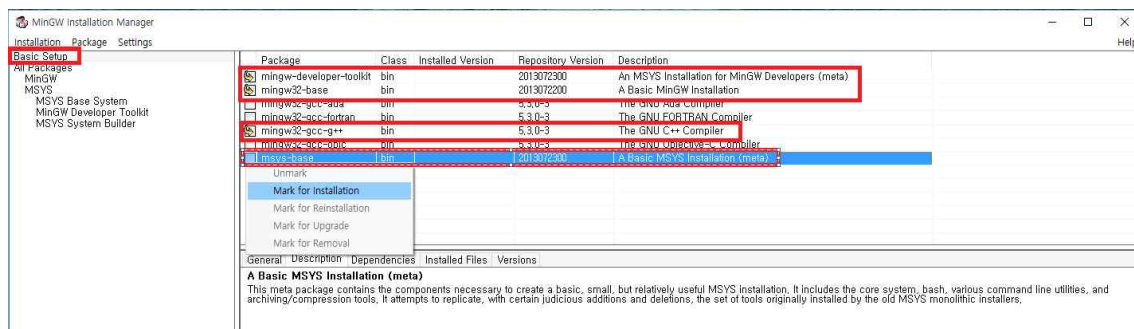 MinGW Installation Manager
Installation Package Settings
Help
Basic Setup
All Packages
MinGW
MSYS
MSYS Base System
MinGW Developer Toolkit
MSYS System Builder
Package Class Installed Version Repository Version Description
mingw-developer-toolkit bin 2013072300 An MSYS Installation for MinGW Developers (meta)
mingw32-base bin 2013072200 A Basic MinGW Installation
mingw32-gcc-ada bin 5,3,0-3 The GNU Ada Compiler
mingw32-gcc-fortran bin 5,3,0-3 The GNU FORTRAN Compiler
mingw32-gcc-g++ bin 5,3,0-3 The GNU C++ Compiler
mingw32-gcc-objc bin 5,3,0-3 The GNU Objective-C Compiler
msys-base bin 2013072300 A Basic MSYS Installation (meta)
Unmark
Mark for Installation
Mark for Reinstallation
Mark for Upgrade
Mark for Removal
General Description Dependencies Installed Files Versions
A Basic MSYS Installation (meta)
This meta package contains the components necessary to create a basic, small, but relatively useful MSYS installation, It includes the core system, bash, various command line utilities, and
archiving/compression tools, It attempts to replicate, with certain judicious additions and deletions, the set of tools originally installed by the old MSYS monolithic installers,